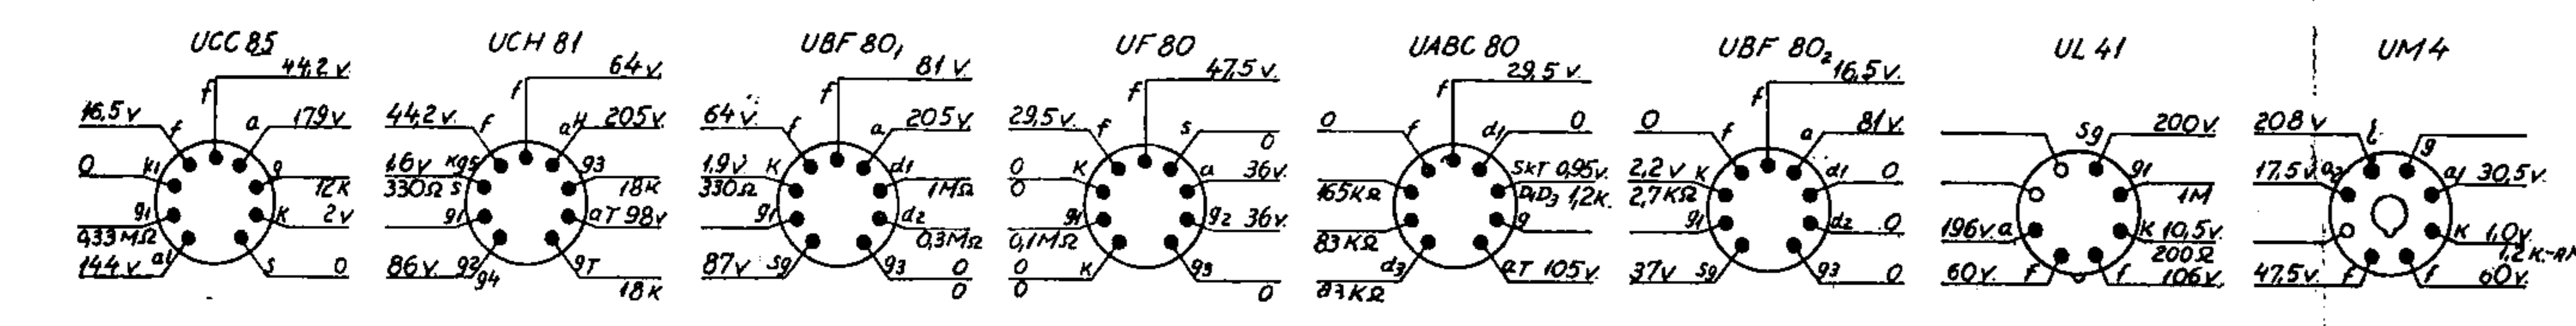 UCC 85
44,2 v.
f
16,5 v
f
a
179 v
0
k1
g
12 K
g1
K
2 v
0,33 MΩ
144 v
a1
s
0
UCH 81
64 v.
f
44,2 v.
f
aH
205 v
1,6 v
Kg5
g3
330Ω
s
18 K
g1
aT
98 v
86 v
g2
g4
gT
18 K
UBF 80₁
81 V.
f
64 v.
f
a
205 v
1,9 v.
K
d1
330Ω
1 MΩ
g1
d2
0,3 MΩ
87 v
sg
g3
0
0
UF 80
47,5 v.
f
29,5 v.
f
s
0
0
K
a
36 v.
0
g1
g2
36 v.
0,1 MΩ
0
K
g3
0
0
UABC 80
29,5 v.
f
0
f
d1
0
SKT 0,95 v.
165 KΩ
D1D3 1,2 K.
g
83 KΩ
d3
aT
105 v.
83 KΩ
UBF 80₂
16,5 v.
f
0
f
a
81 v.
2,2 v
K
d1
0
2,7 KΩ
g1
d2
0
37 v
sg
g3
0
UL 41
sg
200 v.
g1
1 M
196 v.
a
K
10,5 v.
200 Ω
60 v.
f
f
106 v.
UM 4
208 v
g
17,5 v.
a2
a1
30,5 v.
K
1,0 v.
47,5 v.
f
f
60 v.